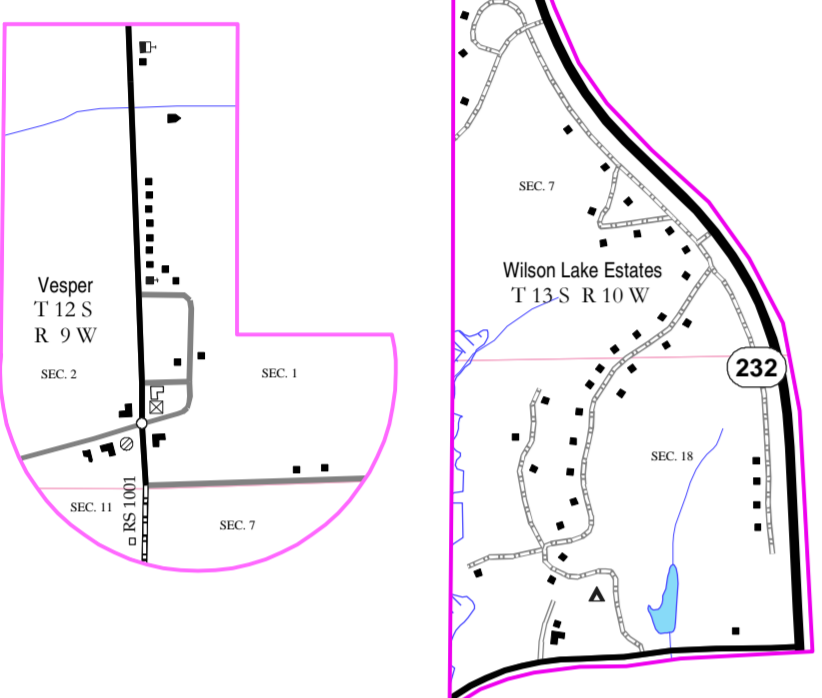 Vesper
T 12 S
R 9 W
SEC. 2
SEC. 1
SEC. 11
RS 1001
SEC. 7
SEC. 7
Wilson Lake Estates
T 13 S R 10 W
232
SEC. 18